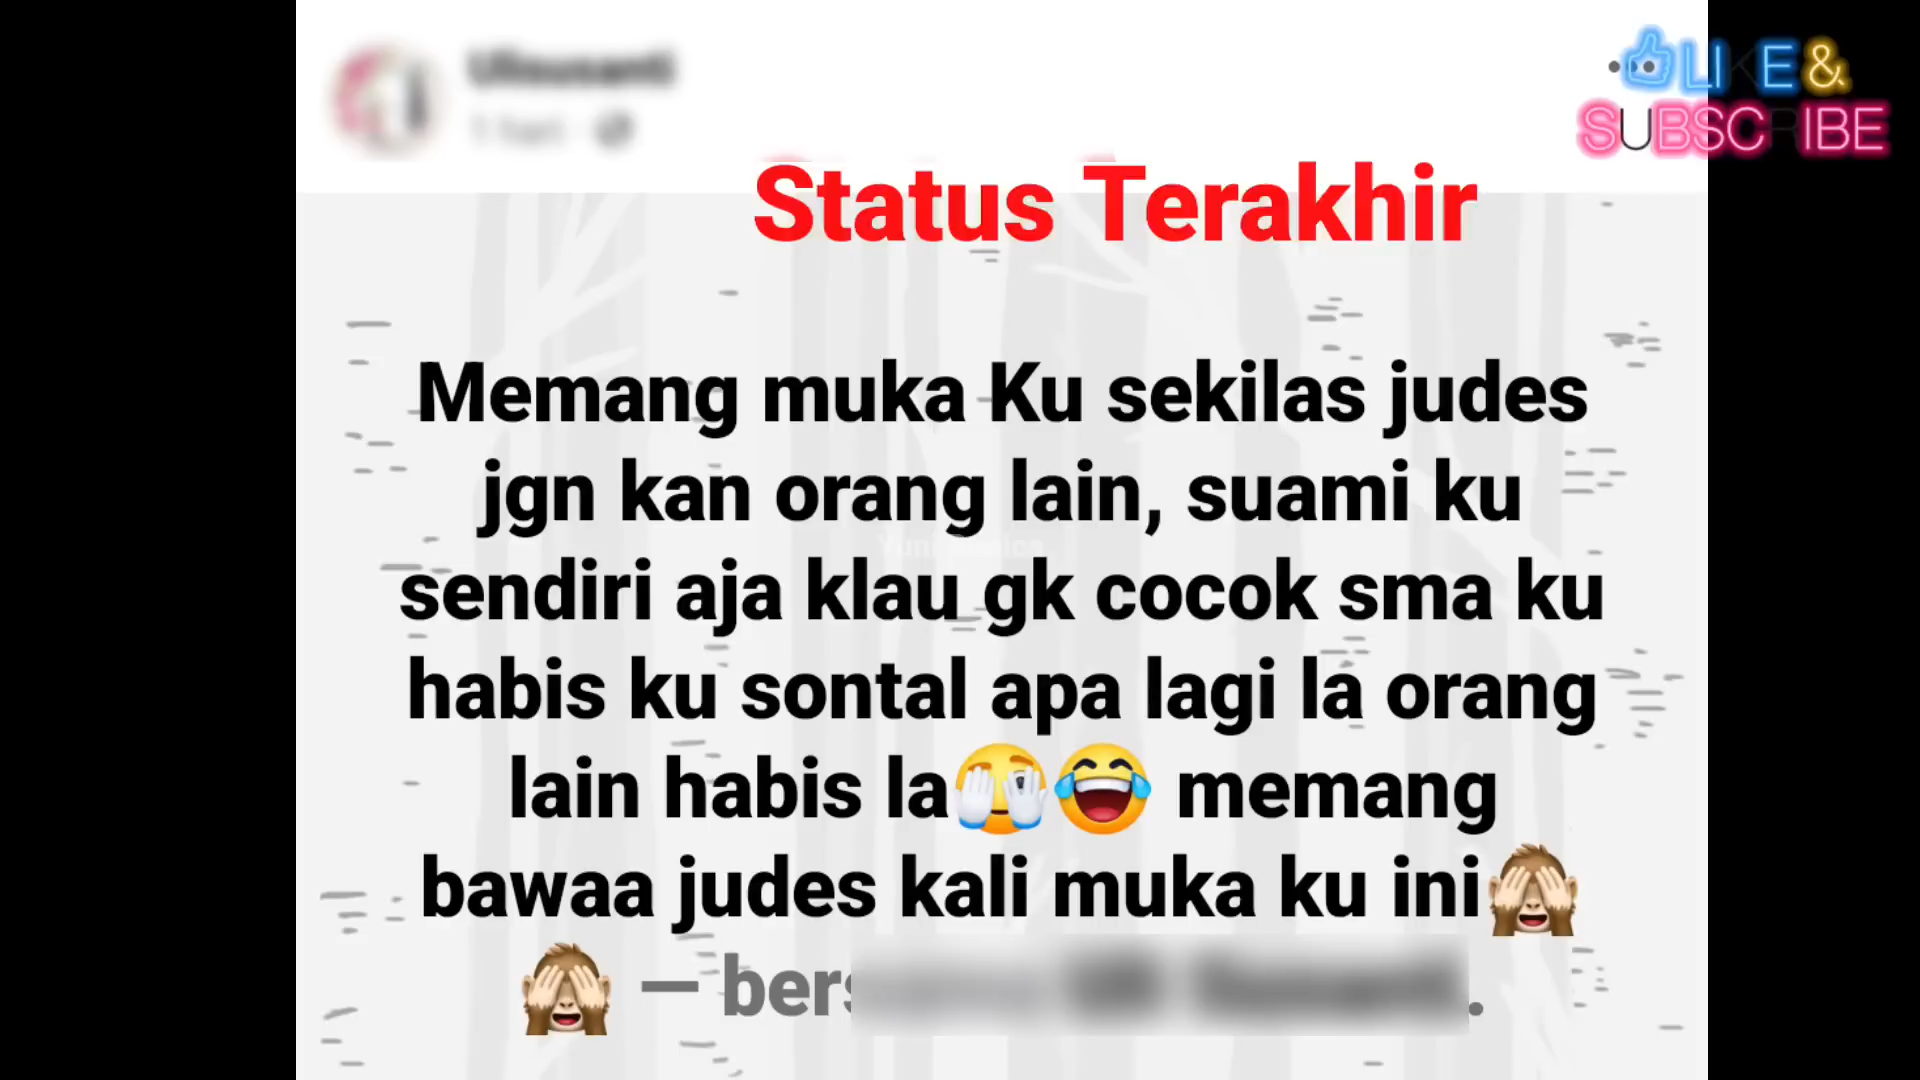 LIKE &
SUBSCRIBE
Status Terakhir
Memang muka Ku sekilas judes
jgn kan orang lain, suami ku
sendiri aja klau gk cocok sma ku
habis ku sontal apa lagi la orang
lain habis la🫣😂 memang
bawaa judes kali muka ku ini🙈
🙈 —